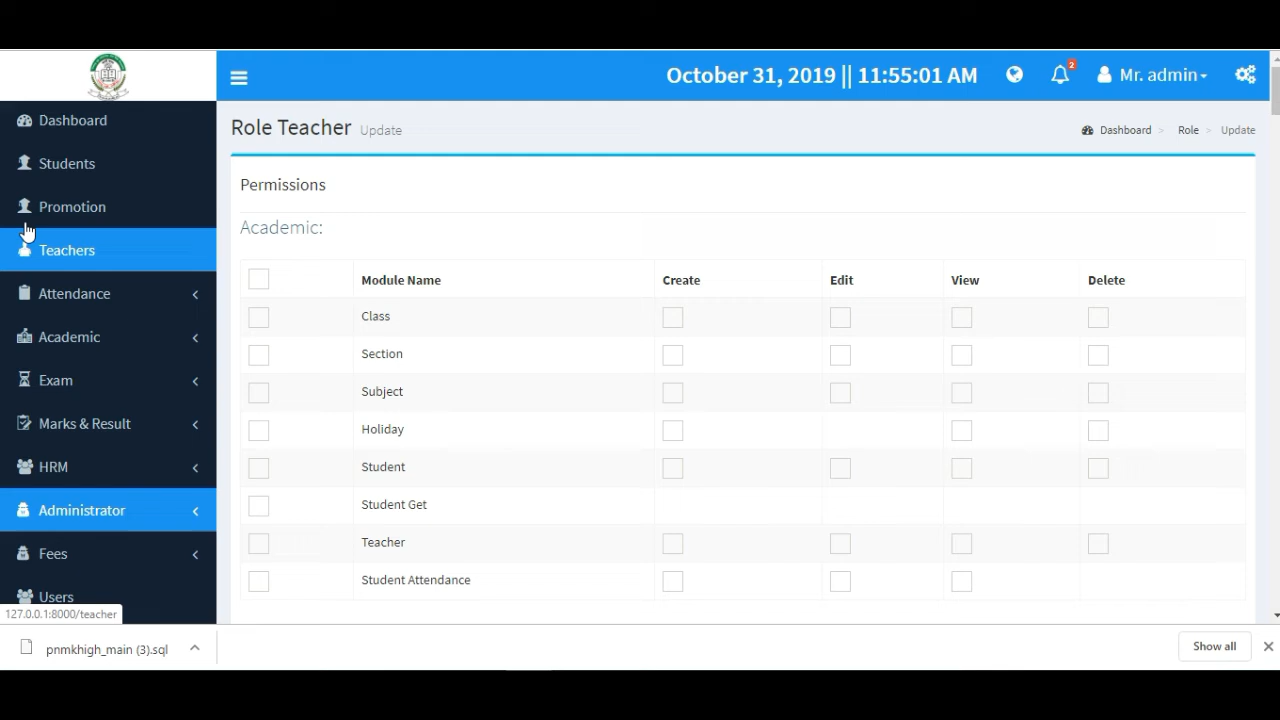 October 31, 2019 || 11:55:01 AM
2
Mr. admin
Dashboard
Students
Promotion
Teachers
Attendance
Academic
Exam
Marks & Result
HRM
Administrator
Fees
Users
Role Teacher Update
Dashboard > Role > Update
Permissions
Academic:
Module Name Create Edit View Delete
Class
Section
Subject
Holiday
Student
Student Get
Teacher
Student Attendance
127.0.0.1:8000/teacher
pnmkhigh_main (3).sql
Show all